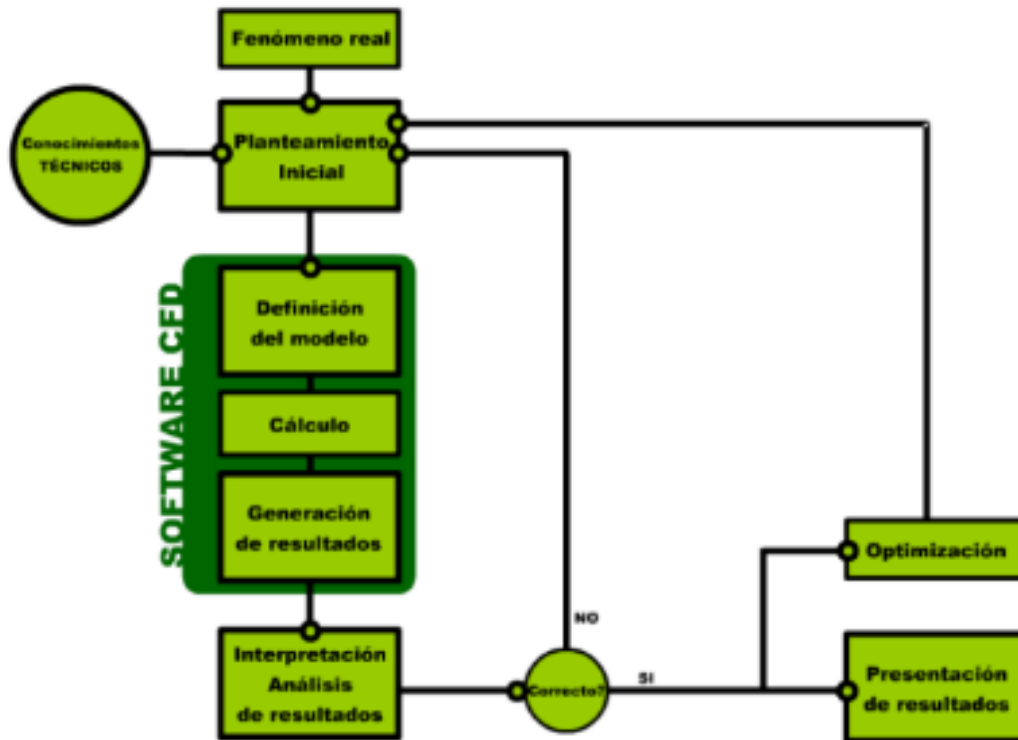 Fenómeno real
Conocimientos
TÉCNICOS
Planteamiento
Inicial
SOFTWARE CFD
Definición
del modelo
Cálculo
Generación
de resultados
Optimización
NO
Interpretación
Análisis
de resultados
Correcto?
SI
Presentación
de resultados